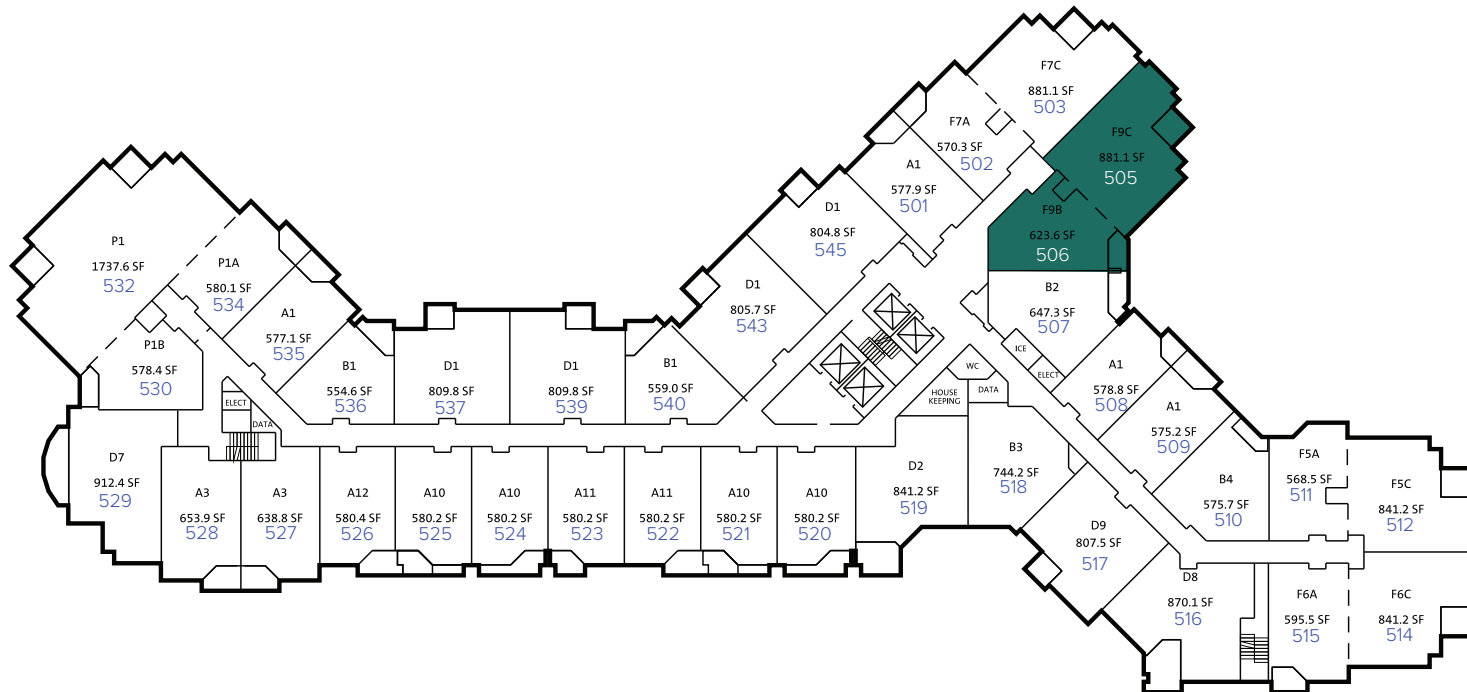 F7C
881.1 SF
503
F9C
881.1 SF
505
F7A
570.3 SF
502
A1
577.9 SF
501
D1
804.8 SF
545
F9B
623.6 SF
506
P1
1737.6 SF
532
P1A
580.1 SF
534
A1
577.1 SF
535
P1B
578.4 SF
530
B1
554.6 SF
536
D1
809.8 SF
537
D1
809.8 SF
539
B1
559.0 SF
540
D1
805.7 SF
543
B2
647.3 SF
507
ICE
ELECT
WC
DATA
HOUSE
KEEPING
A1
578.8 SF
508
A1
575.2 SF
509
B4
575.7 SF
510
F5A
568.5 SF
511
F5C
841.2 SF
512
ELECT
DATA
D7
912.4 SF
529
A3
653.9 SF
528
A3
638.8 SF
527
A12
580.4 SF
526
A10
580.2 SF
525
A10
580.2 SF
524
A11
580.2 SF
523
A11
580.2 SF
522
A10
580.2 SF
521
A10
580.2 SF
520
D2
841.2 SF
519
B3
744.2 SF
518
D9
807.5 SF
517
D8
870.1 SF
516
F6A
595.5 SF
515
F6C
841.2 SF
514